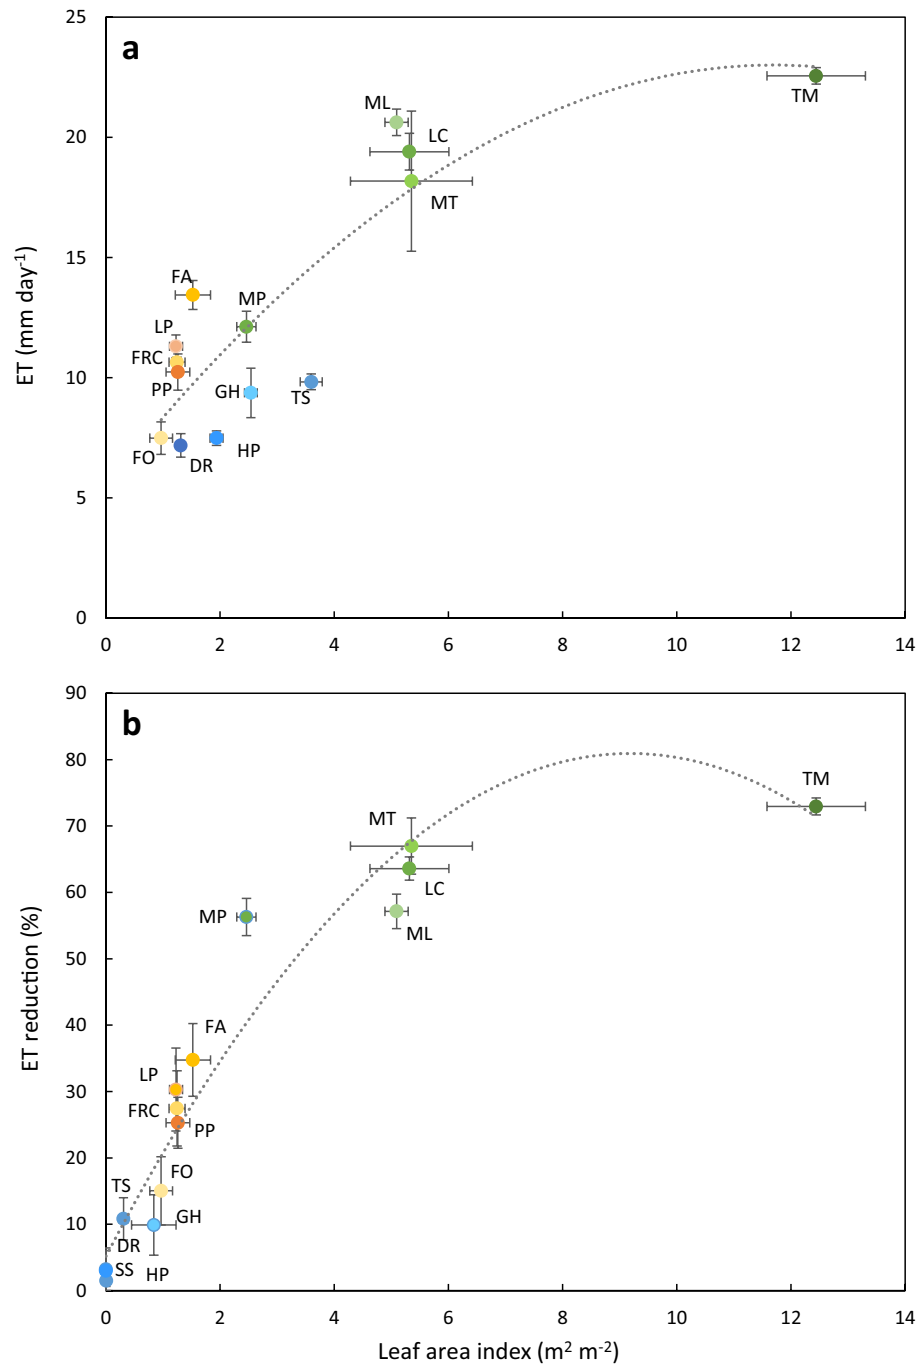 a
ET (mm day-1)
25
20
15
10
5
0
0 2 4 6 8 10 12 14
ML
LC
TM
MT
FA
MP
LP
FRC
PP
GH
TS
FO
DR
HP
b
ET reduction (%)
90
80
70
60
50
40
30
20
10
0
TM
MT
LC
MP
ML
FA
LP
FRC
PP
FO
TS
GH
DR
SS
HP
0 2 4 6 8 10 12 14
Leaf area index (m2 m-2)